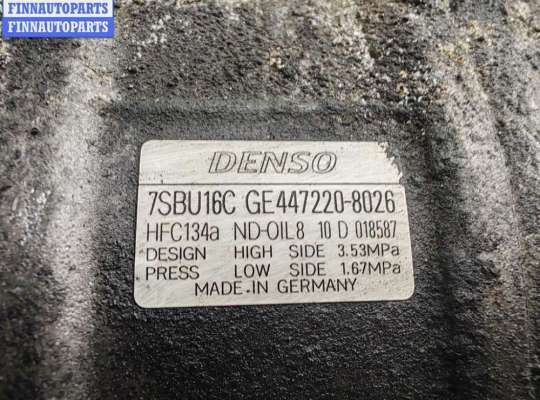 FINNAUTOPARTS
FINNAUTOPARTS
DENSO
7SBU16C GE447220-8026
HFC134a ND-OIL8 10 D 018587
DESIGN HIGH SIDE 3.53MPa
PRESS LOW SIDE 1.67MPa
MADE IN GERMANY